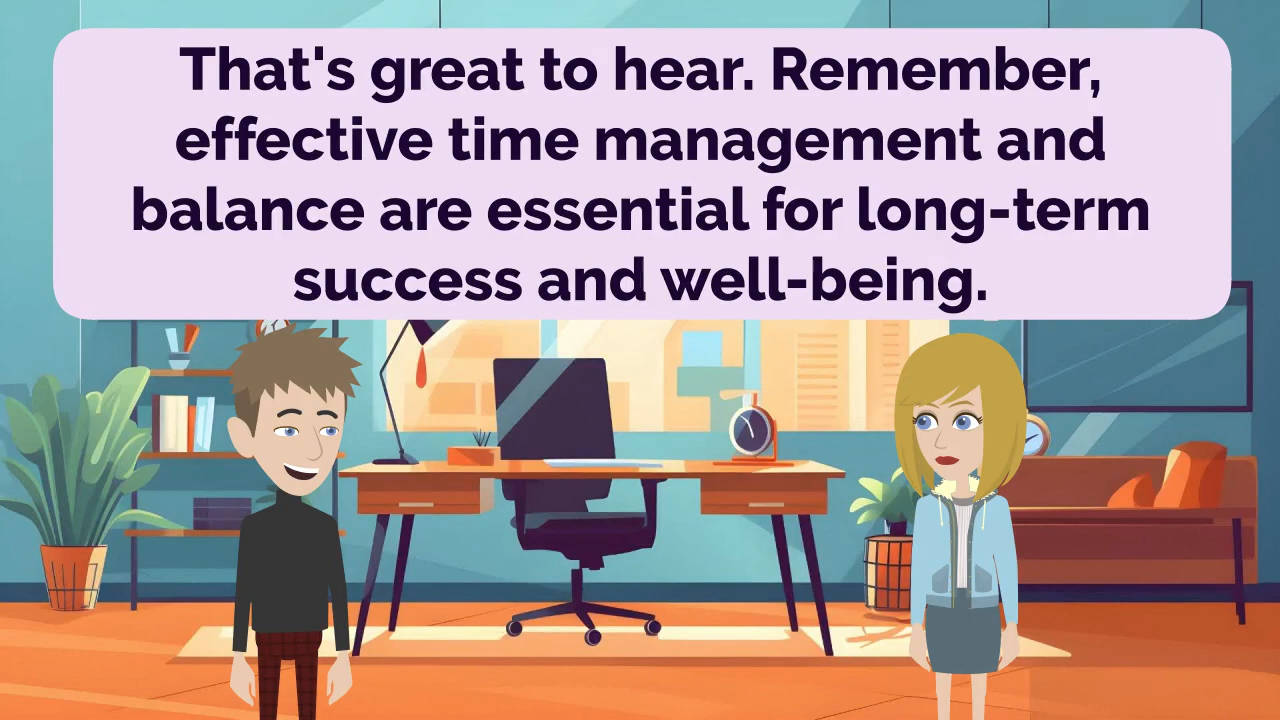 That's great to hear. Remember,
effective time management and
balance are essential for long-term
success and well-being.